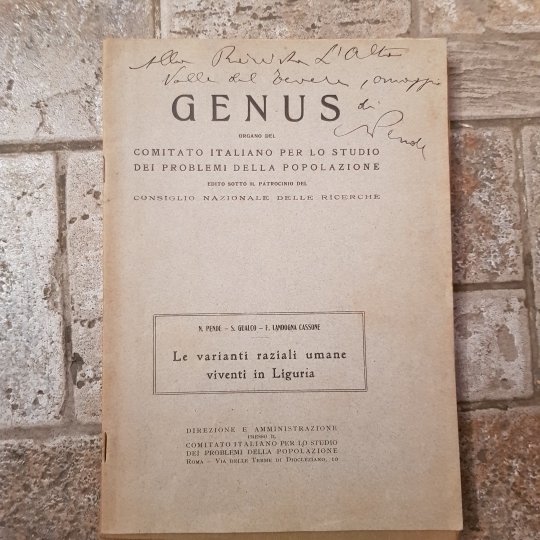 Alla Rivista L'Alta
Valle del Tevere, omaggio
di
NPende
GENUS
ORGANO DEL
COMITATO ITALIANO PER LO STUDIO
DEI PROBLEMI DELLA POPOLAZIONE
EDITO SOTTO IL PATROCINIO DEL
CONSIGLIO NAZIONALE DELLE RICERCHE
N. PENDE – S. GUALCO – F. LANDOGNA CASSONE
Le varianti raziali umane
viventi in Liguria
DIREZIONE E AMMINISTRAZIONE
PRESSO IL
COMITATO ITALIANO PER LO STUDIO
DEI PROBLEMI DELLA POPOLAZIONE
ROMA – VIA DELLE TERME DI DIOCLEZIANO, 10